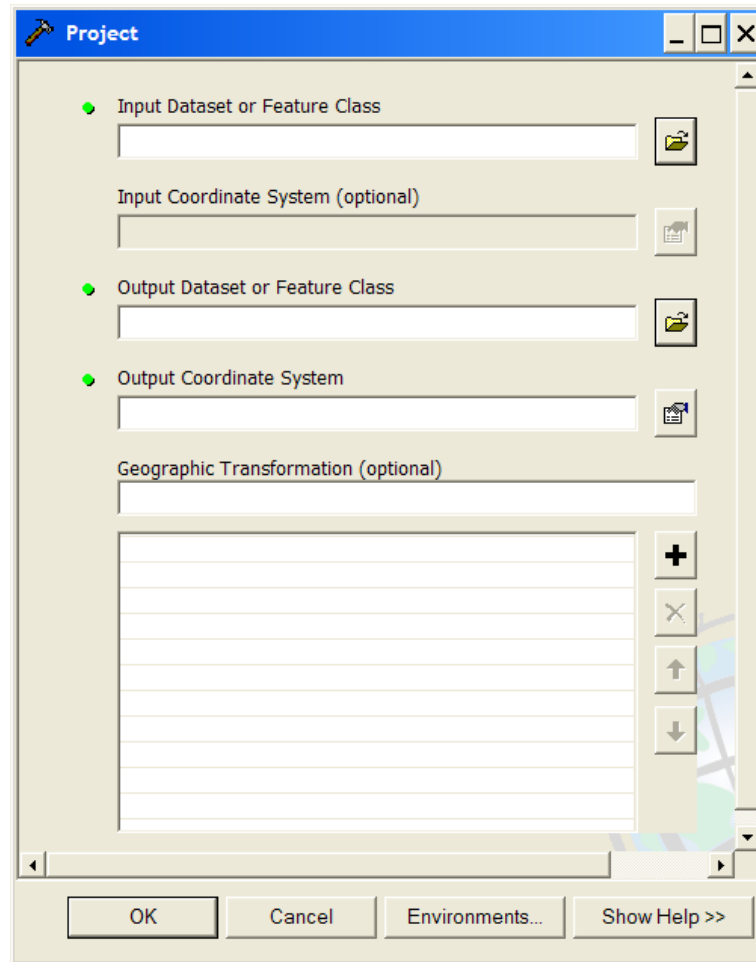 Project
Input Dataset or Feature Class
Input Coordinate System (optional)
Output Dataset or Feature Class
Output Coordinate System
Geographic Transformation (optional)
OK Cancel Environments... Show Help >>